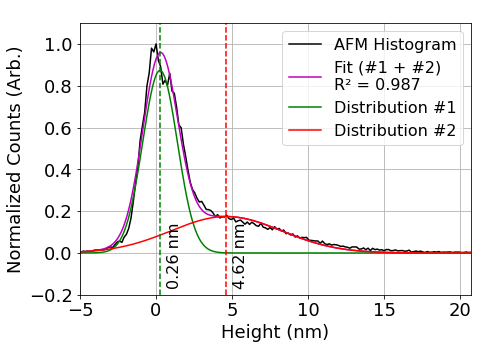 AFM Histogram
Fit (#1 + #2)
R² = 0.987
Distribution #1
Distribution #2
Normalized Counts (Arb.)
1.0
0.8
0.6
0.4
0.2
0.0
−0.2
0.26 nm
4.62 nm
−5
0
5
10
15
20
Height (nm)